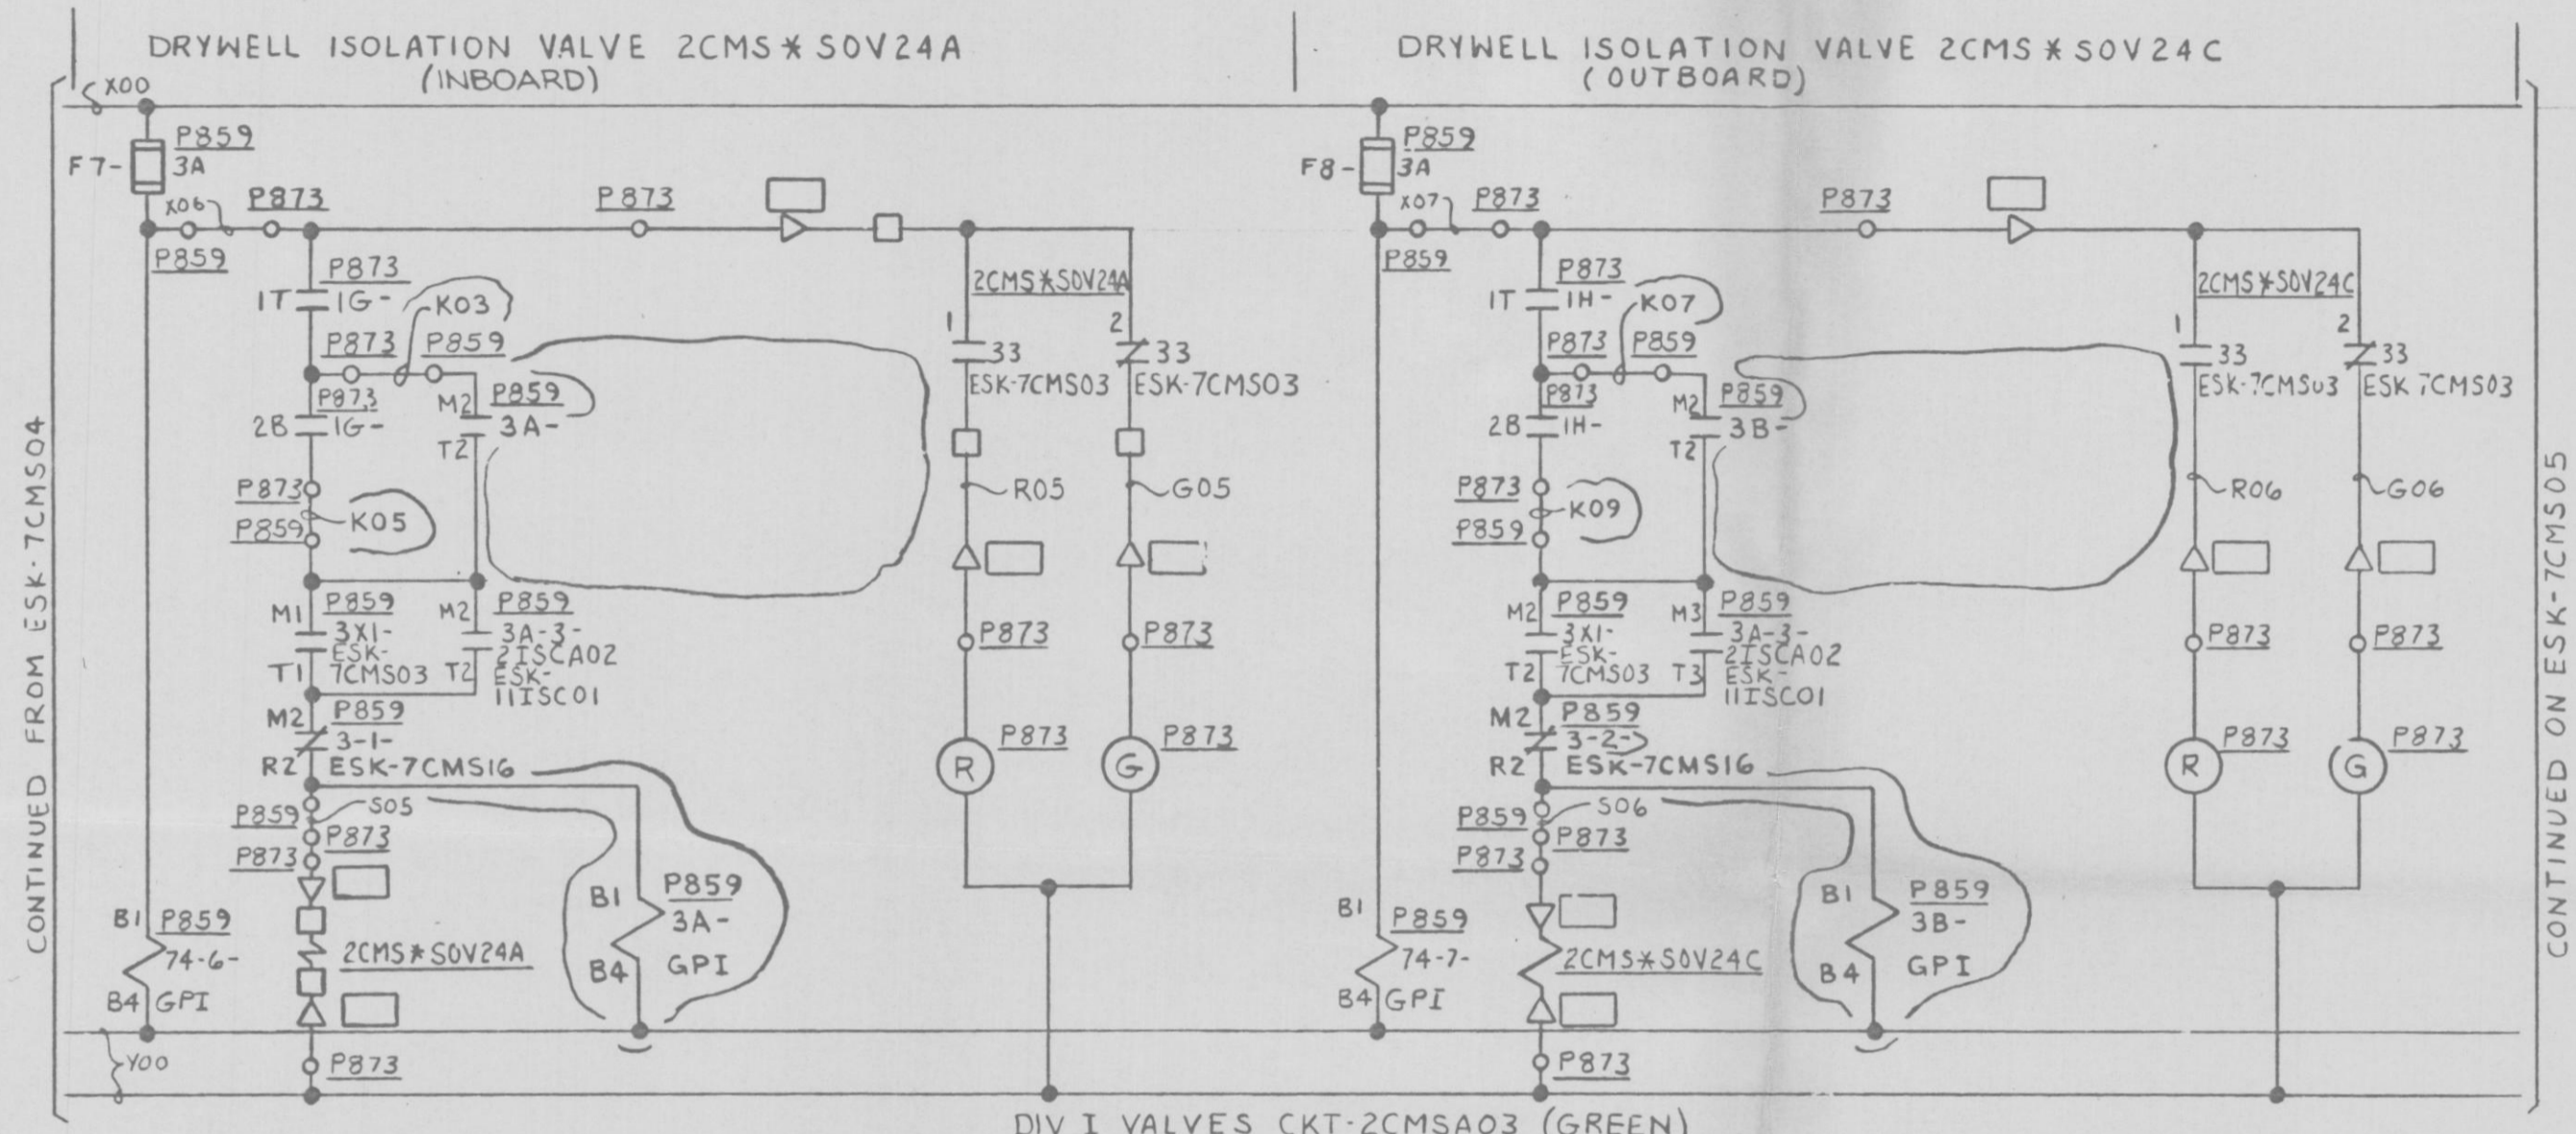 DRYWELL ISOLATION VALVE 2CMS*SOV24A
(INBOARD)
X00
P859
F7- 3A
X06 P873
P859
P873
P873
1T 1G-
K03
P873 P859
P873
2B 1G-
M2 P859
3A-
T2
P873
K05
P859
M1 P859
3X1-
ESK-
T1 7CMS03
M2 P859
3A-3-
2ISCA02
T2 ESK-
11ISC01
M2 P859
3-1-
R2 ESK-7CMS16
S05
P859
P873
P873
2CMS*SOV24A
B1 P859
74-6-
B4 GPI
B1 P859
3A-
B4 GPI
Y00
P873
2CMS*SOV24A
1 2
33 33
ESK-7CMS03 ESK-7CMS03
R05 G05
P873 P873
R P873 G P873
DRYWELL ISOLATION VALVE 2CMS*SOV24C
(OUTBOARD)
P859
F8- 3A
X07 P873
P859
P873
P873
1T 1H-
K07
P873 P859
P873
2B 1H-
M2 P859
3B-
T2
P873
K09
P859
M2 P859
3X1-
ESK-
T2 7CMS03
M3 P859
3A-3-
2ISCA02
T3 ESK-
11ISC01
M2 P859
3-2-
R2 ESK-7CMS16
S06
P859
P873
P873
2CMS*SOV24C
B1 P859
74-7-
B4 GPI
B1 P859
3B-
B4 GPI
P873
2CMS*SOV24C
1 2
33 33
ESK-7CMS03 ESK 7CMS03
R06 G06
P873 P873
R P873 G P873
CONTINUED FROM ESK-7CMS04
CONTINUED ON ESK-7CMS05
DIV I VALVES CKT-2CMSA03 (GREEN)